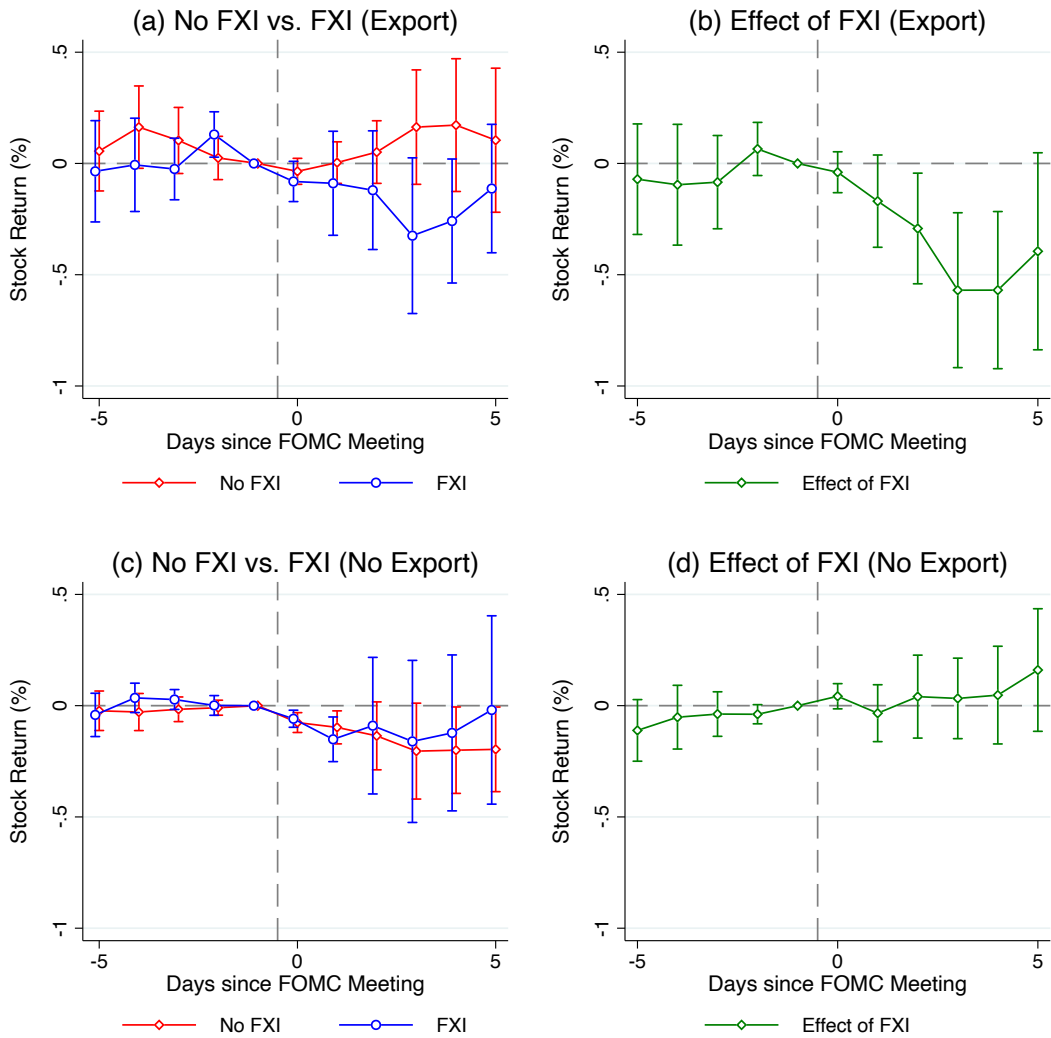 (a) No FXI vs. FXI (Export)
Stock Return (%)
.5
0
-.5
-1
-5 0 5
Days since FOMC Meeting
No FXI FXI
(b) Effect of FXI (Export)
Stock Return (%)
.5
0
-.5
-1
-5 0 5
Days since FOMC Meeting
Effect of FXI
(c) No FXI vs. FXI (No Export)
Stock Return (%)
.5
0
-.5
-1
-5 0 5
Days since FOMC Meeting
No FXI FXI
(d) Effect of FXI (No Export)
Stock Return (%)
.5
0
-.5
-1
-5 0 5
Days since FOMC Meeting
Effect of FXI